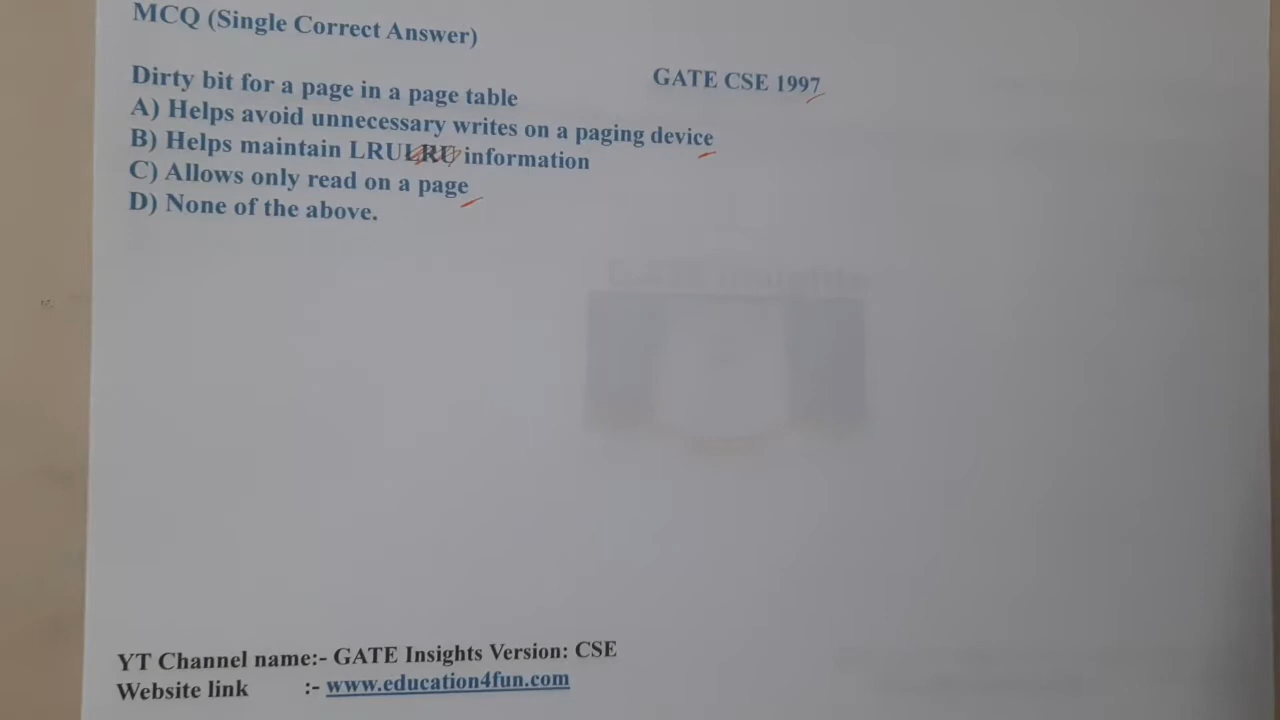 MCQ (Single Correct Answer)
GATE CSE 1997
Dirty bit for a page in a page table
A) Helps avoid unnecessary writes on a paging device
B) Helps maintain LRULRU information
C) Allows only read on a page
D) None of the above.
YT Channel name:- GATE Insights Version: CSE
Website link :- www.education4fun.com